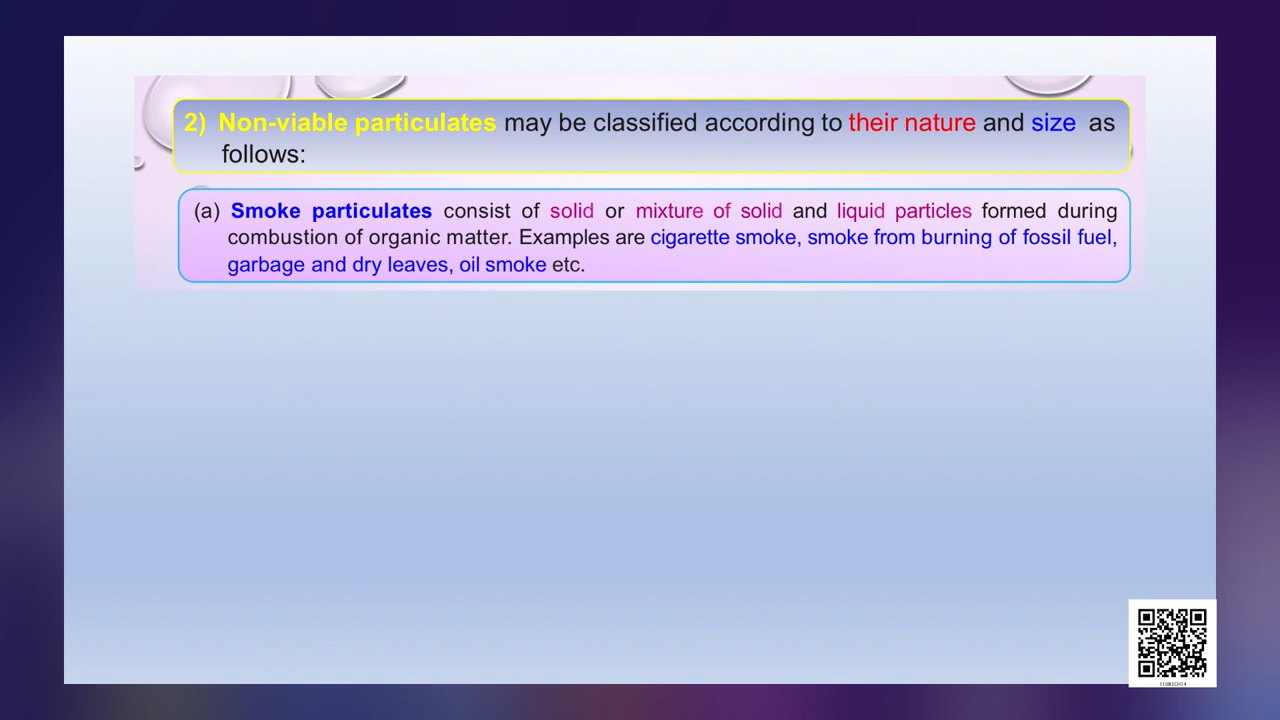 2) Non-viable particulates may be classified according to their nature and size as
follows:
(a) Smoke particulates consist of solid or mixture of solid and liquid particles formed during
combustion of organic matter. Examples are cigarette smoke, smoke from burning of fossil fuel,
garbage and dry leaves, oil smoke etc.
11083CH14